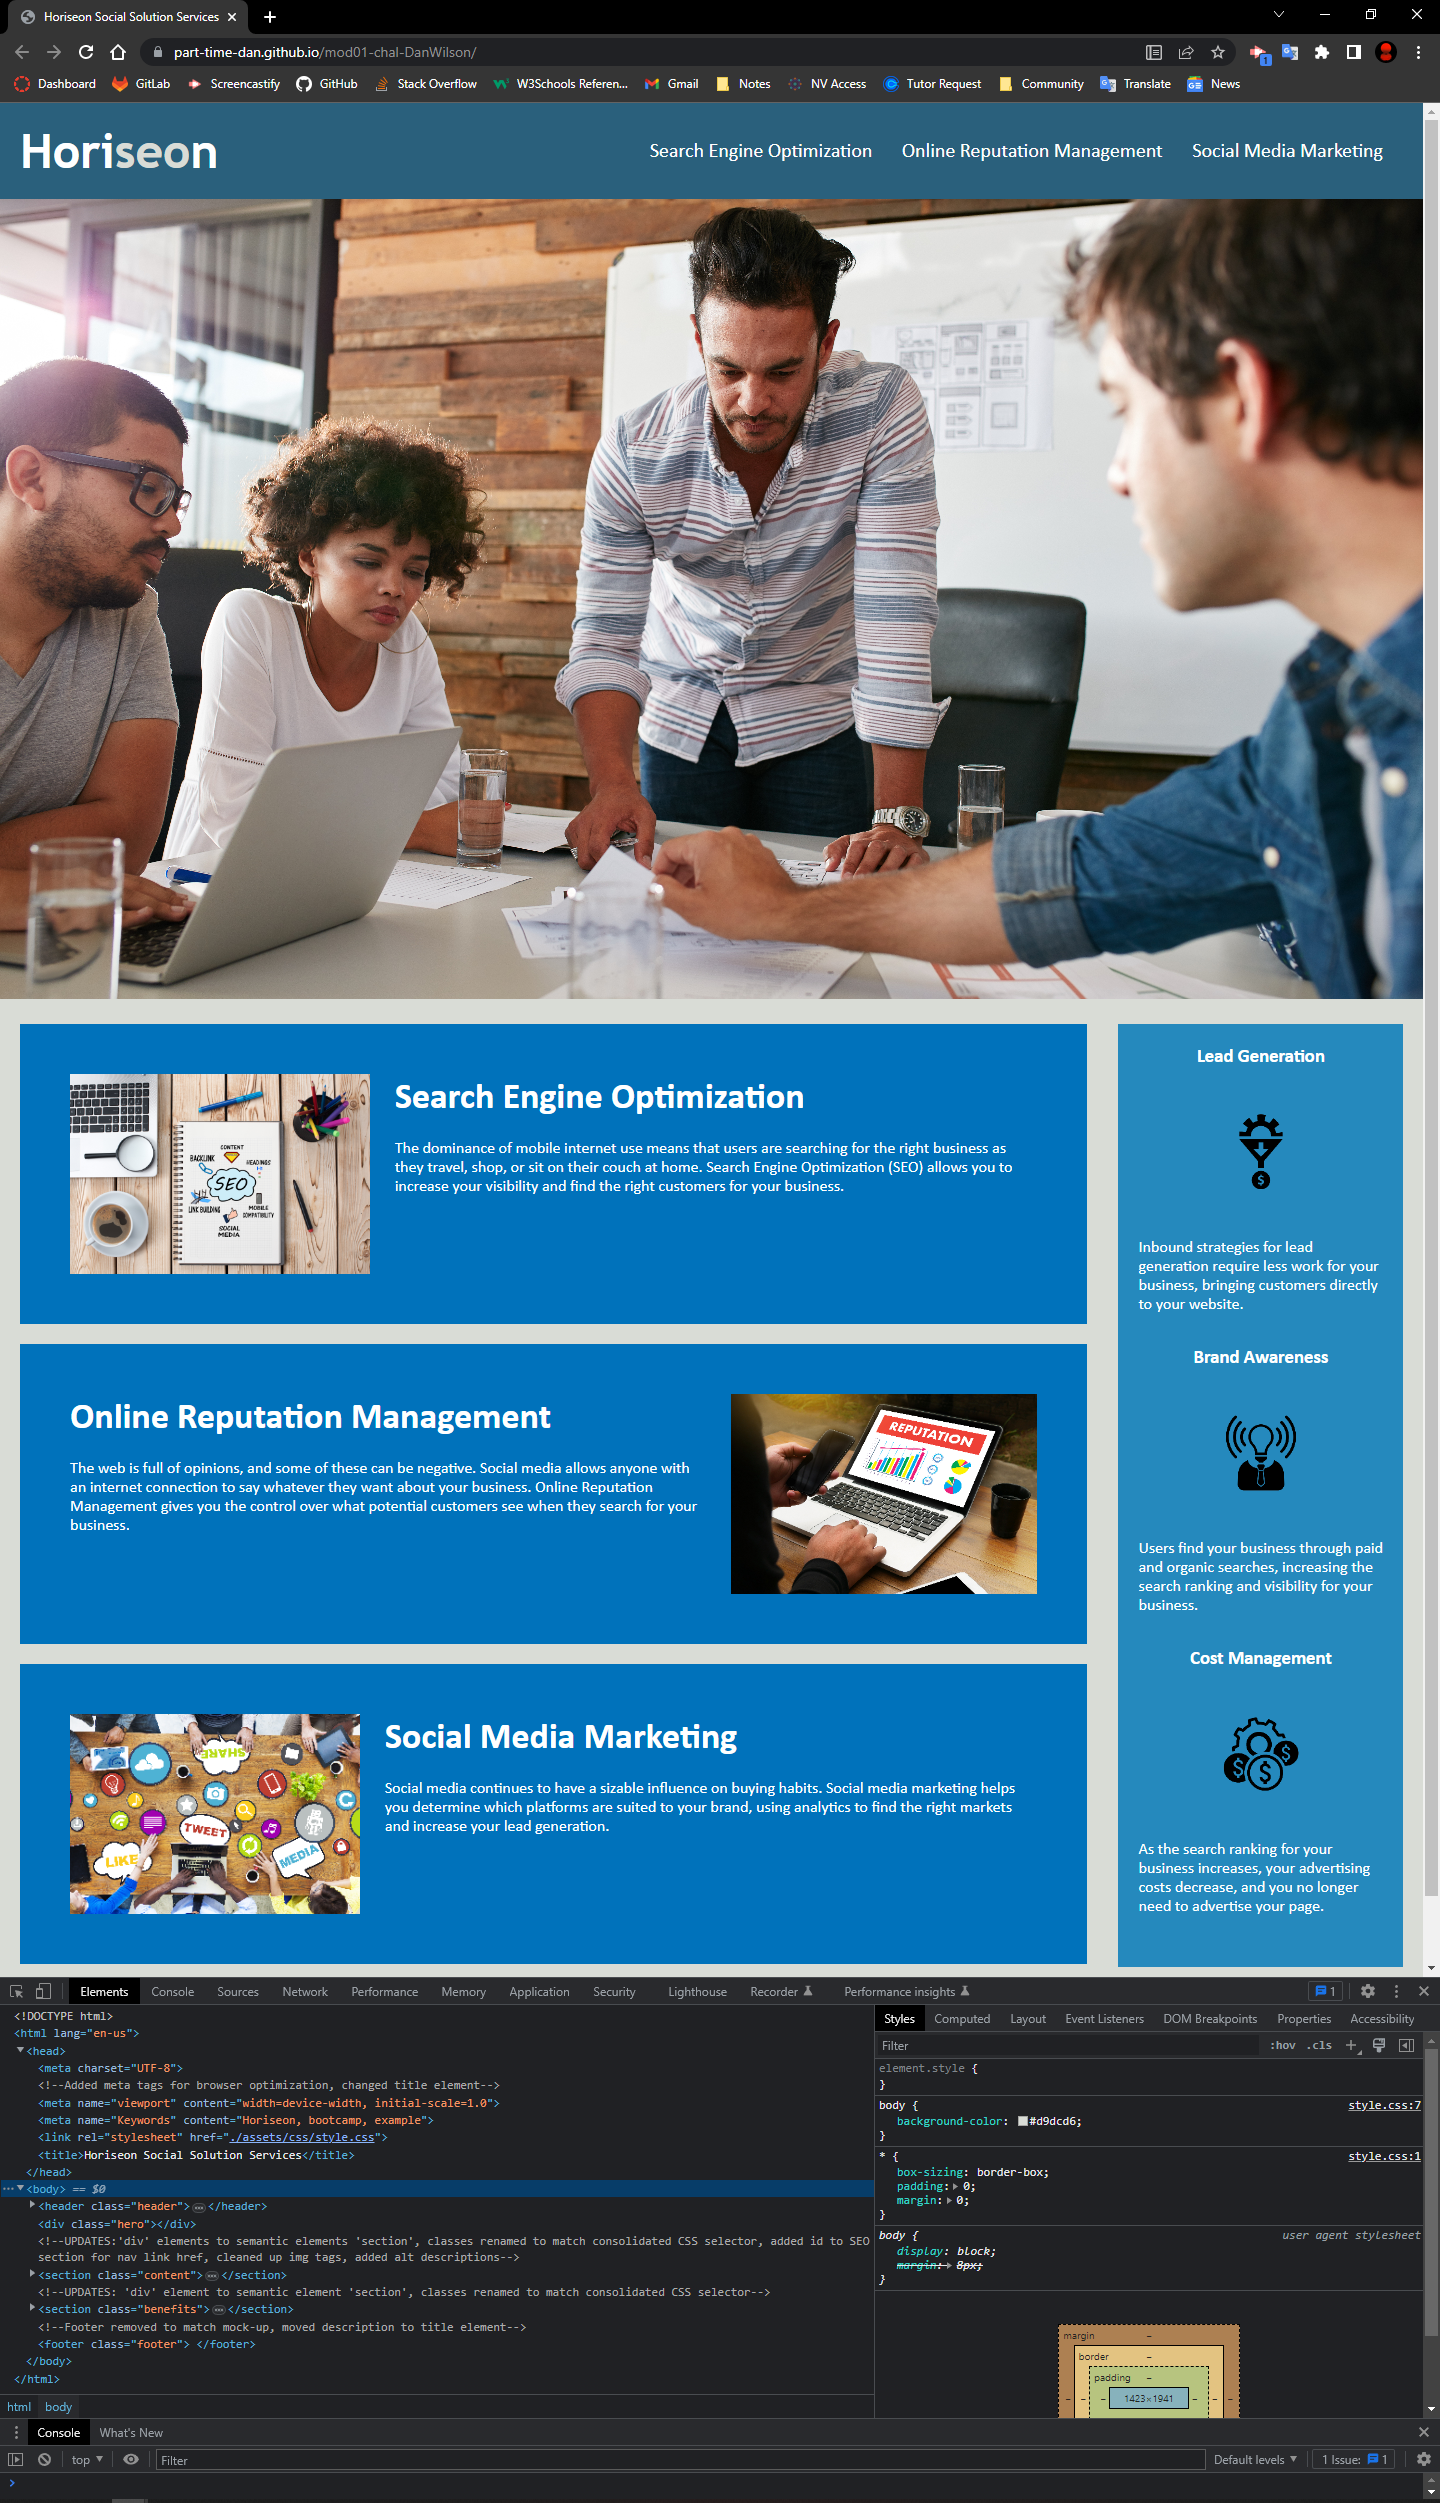 Horiseon Social Solution Services
part-time-dan.github.io/mod01-chal-DanWilson/
Dashboard GitLab Screencastify GitHub Stack Overflow W3Schools Referen... Gmail Notes NV Access Tutor Request Community Translate News
Horiseon
Search Engine Optimization Online Reputation Management Social Media Marketing
CONTENT
BACKLINK
HEADINGS
SEO
LINK BUILDING
MOBILE
COMPATIBILITY
SOCIAL
MEDIA
Search Engine Optimization
The dominance of mobile internet use means that users are searching for the right business as
they travel, shop, or sit on their couch at home. Search Engine Optimization (SEO) allows you to
increase your visibility and find the right customers for your business.
Online Reputation Management
The web is full of opinions, and some of these can be negative. Social media allows anyone with
an internet connection to say whatever they want about your business. Online Reputation
Management gives you the control over what potential customers see when they search for your
business.
REPUTATION
SHARE
TWEET
LIKE
MEDIA
Social Media Marketing
Social media continues to have a sizable influence on buying habits. Social media marketing helps
you determine which platforms are suited to your brand, using analytics to find the right markets
and increase your lead generation.
Lead Generation
$
Inbound strategies for lead
generation require less work for your
business, bringing customers directly
to your website.
Brand Awareness
Users find your business through paid
and organic searches, increasing the
search ranking and visibility for your
business.
Cost Management
$ $ $
As the search ranking for your
business increases, your advertising
costs decrease, and you no longer
need to advertise your page.
Elements Console Sources Network Performance Memory Application Security Lighthouse Recorder Performance insights 1
<!DOCTYPE html>
<html lang="en-us">
<head>
<meta charset="UTF-8">
<!--Added meta tags for browser optimization, changed title element-->
<meta name="viewport" content="width=device-width, initial-scale=1.0">
<meta name="Keywords" content="Horiseon, bootcamp, example">
<link rel="stylesheet" href="./assets/css/style.css">
<title>Horiseon Social Solution Services</title>
</head>
<body> == $0
<header class="header">…</header>
<div class="hero"></div>
<!--UPDATES:'div' elements to semantic elements 'section', classes renamed to match consolidated CSS selector, added id to SEO
section for nav link href, cleaned up img tags, added alt descriptions-->
<section class="content">…</section>
<!--UPDATES: 'div' element to semantic element 'section', classes renamed to match consolidated CSS selector-->
<section class="benefits">…</section>
<!--Footer removed to match mock-up, moved description to title element-->
<footer class="footer"> </footer>
</body>
</html>
html body
Styles Computed Layout Event Listeners DOM Breakpoints Properties Accessibility
Filter :hov .cls
element.style {
}
body { style.css:7
background-color: #d9dcd6;
}
* { style.css:1
box-sizing: border-box;
padding: 0;
margin: 0;
}
body { user agent stylesheet
display: block;
margin: 8px;
}
margin -
border -
padding -
- - - 1423×1941 - - -
Console What's New
top Filter Default levels 1 Issue: 1